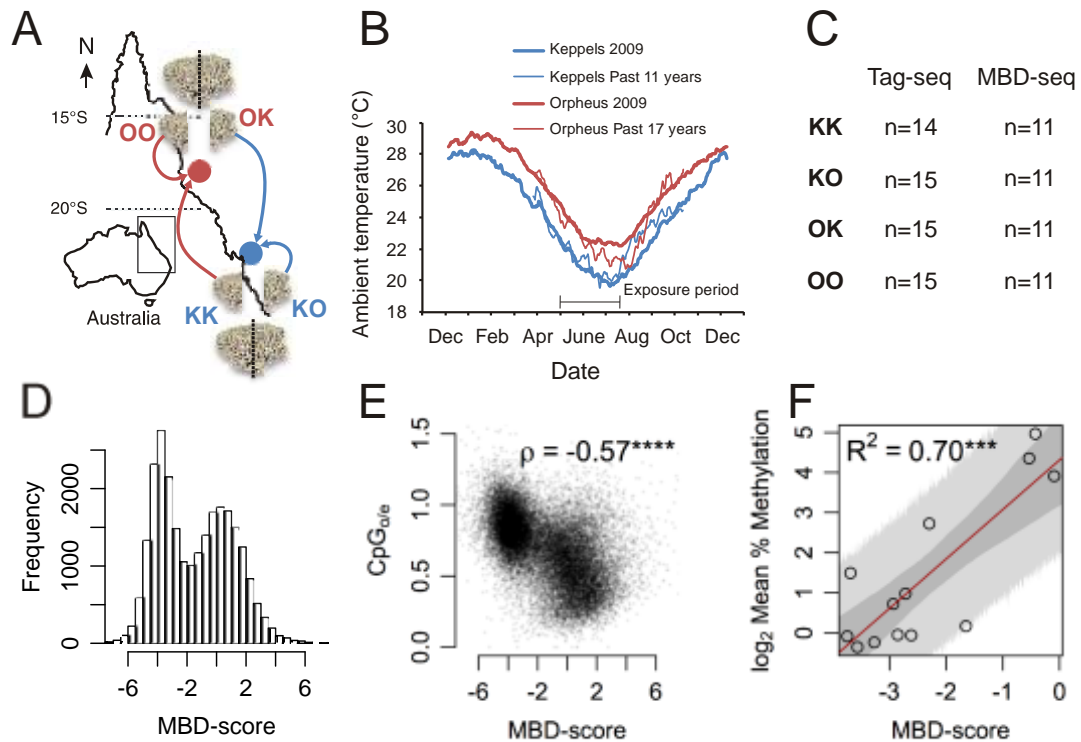 A
N
15°S
OO
OK
20°S
Australia
KK
KO
B
Keppels 2009
Keppels Past 11 years
Orpheus 2009
Orpheus Past 17 years
Ambient temperature (°C)
30
28
26
24
22
20
18
Exposure period
Dec Feb Apr June Aug Oct Dec
Date
C
Tag-seq MBD-seq
KK n=14 n=11
KO n=15 n=11
OK n=15 n=11
OO n=15 n=11
D
Frequency
2000
1000
0
-6 -2 2 6
MBD-score
E
ρ = -0.57****
CpGo/e
1.5
1.0
0.5
0.0
-6 -2 2 6
MBD-score
F
R² = 0.70***
log₂ Mean % Methylation
5
4
3
2
1
0
-3 -2 -1 0
MBD-score